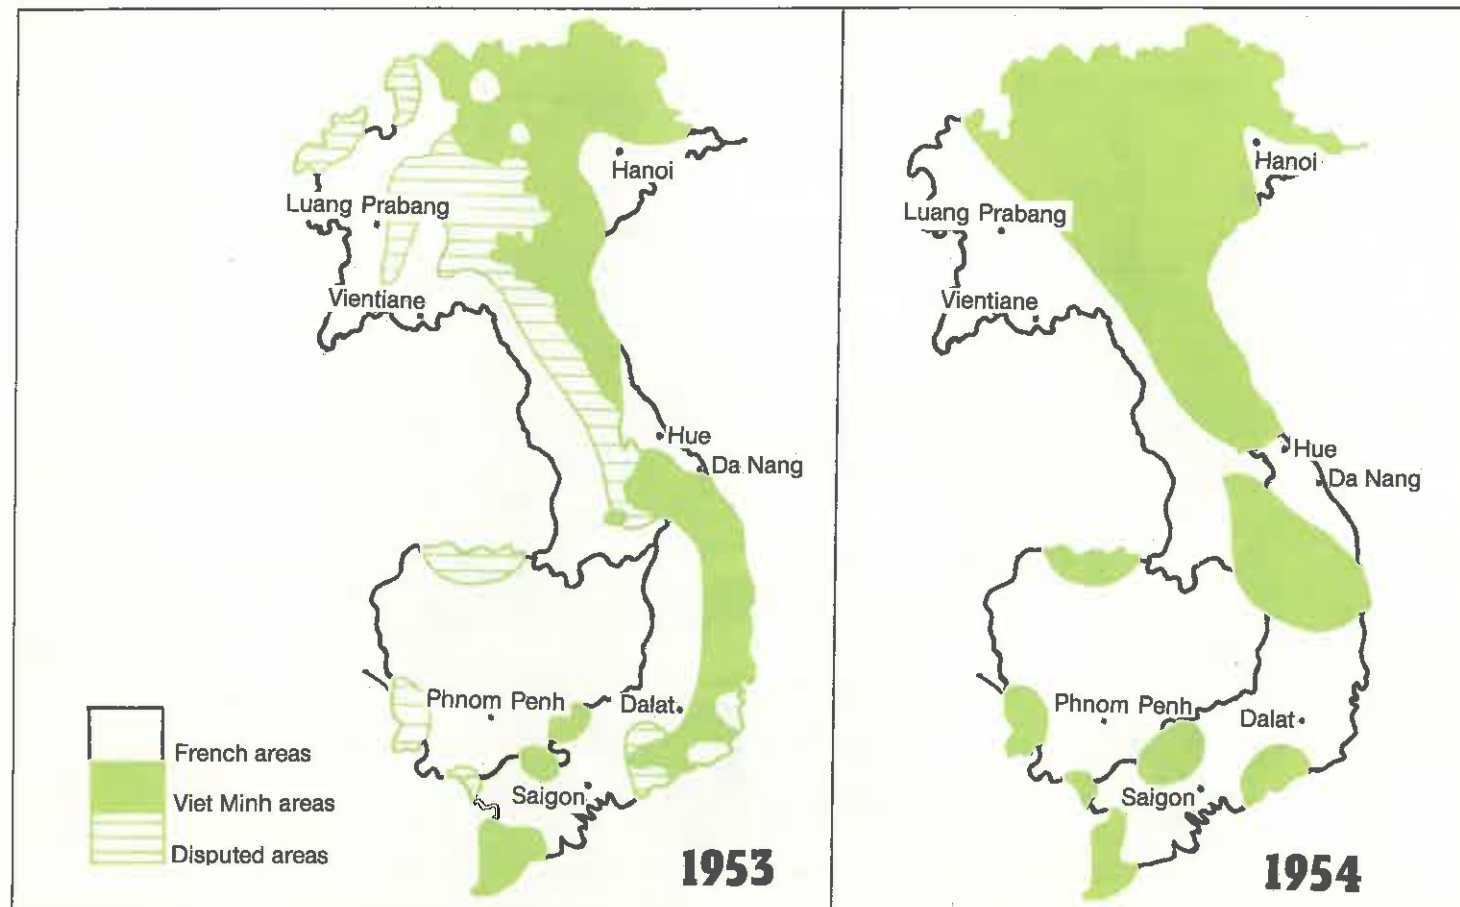 Hanoi
Luang Prabang
Vientiane
Hue
Da Nang
Phnom Penh
Dalat
Saigon
French areas
Viet Minh areas
Disputed areas
1953
Hanoi
Luang Prabang
Vientiane
Hue
Da Nang
Phnom Penh
Dalat
Saigon
1954